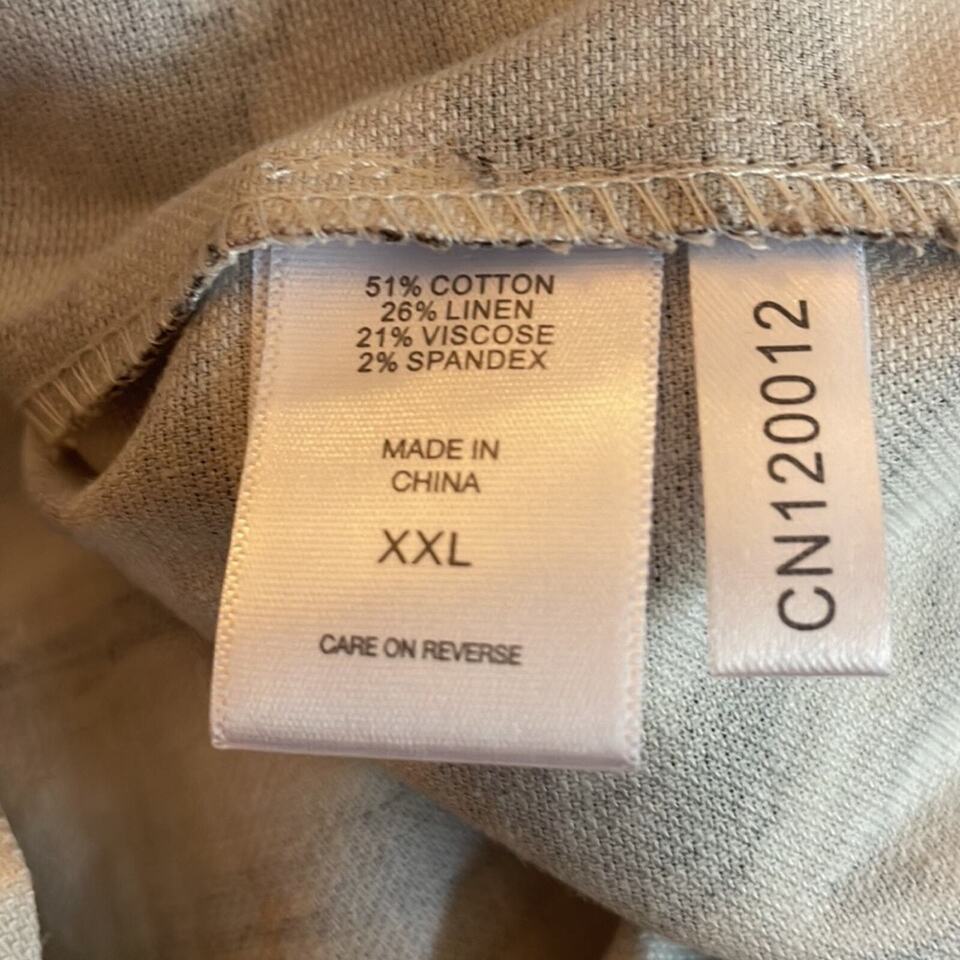 51% COTTON
26% LINEN
21% VISCOSE
2% SPANDEX
MADE IN
CHINA
XXL
CARE ON REVERSE
CN120012